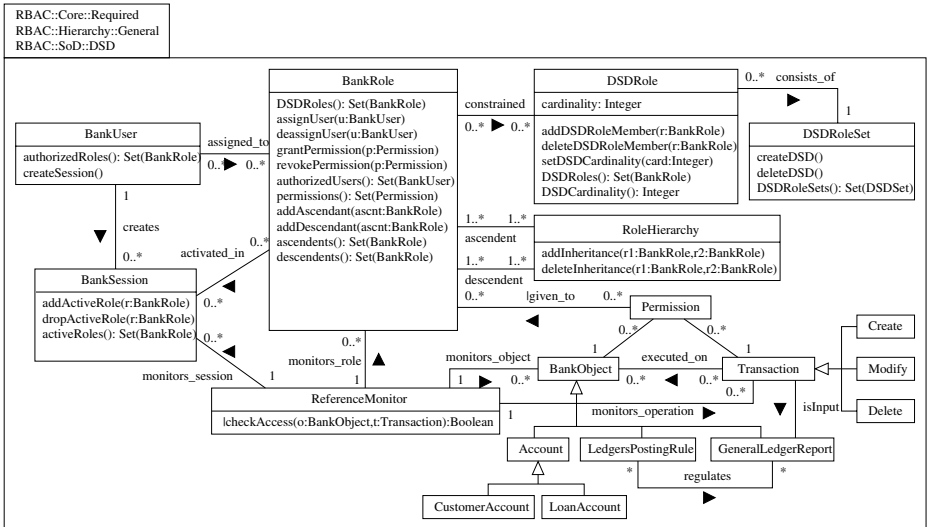 RBAC::Core::Required
RBAC::Hierarchy::General
RBAC::SoD::DSD
BankRole
DSDRoles(): Set(BankRole)
assignUser(u:BankUser)
deassignUser(u:BankUser)
grantPermission(p:Permission)
revokePermission(p:Permission)
authorizedUsers(): Set(BankUser)
permissions(): Set(Permission)
addAscendant(ascnt:BankRole)
addDescendant(ascnt:BankRole)
ascendents(): Set(BankRole)
descendents(): Set(BankRole)
DSDRole
cardinality: Integer
addDSDRoleMember(r:BankRole)
deleteDSDRoleMember(r:BankRole)
setDSDCardinality(card:Integer)
DSDRoles(): Set(BankRole)
DSDCardinality(): Integer
0..* consists_of
1
DSDRoleSet
createDSD()
deleteDSD()
DSDRoleSets(): Set(DSDSet)
constrained
0..* 0..*
BankUser
authorizedRoles(): Set(BankRole)
createSession()
assigned_to
0..* 0..*
1
creates
0..*
activated_in
0..*
0..*
BankSession
addActiveRole(r:BankRole)
dropActiveRole(r:BankRole)
activeRoles(): Set(BankRole)
1..* 1..*
ascendent
1..* 1..*
descendent
RoleHierarchy
addInheritance(r1:BankRole,r2:BankRole)
deleteInheritance(r1:BankRole,r2:BankRole)
0..* |given_to 0..*
Permission
0..* 0..*
1 1
0..*
monitors_session
1
0..*
monitors_role
1
monitors_object
1 0..*
BankObject
executed_on
0..* 0..*
Transaction
0..*
Create
Modify
Delete
ReferenceMonitor
|checkAccess(o:BankObject,t:Transaction):Boolean
1 monitors_operation
isInput
Account
LedgersPostingRule
GeneralLedgerReport
* regulates *
CustomerAccount
LoanAccount